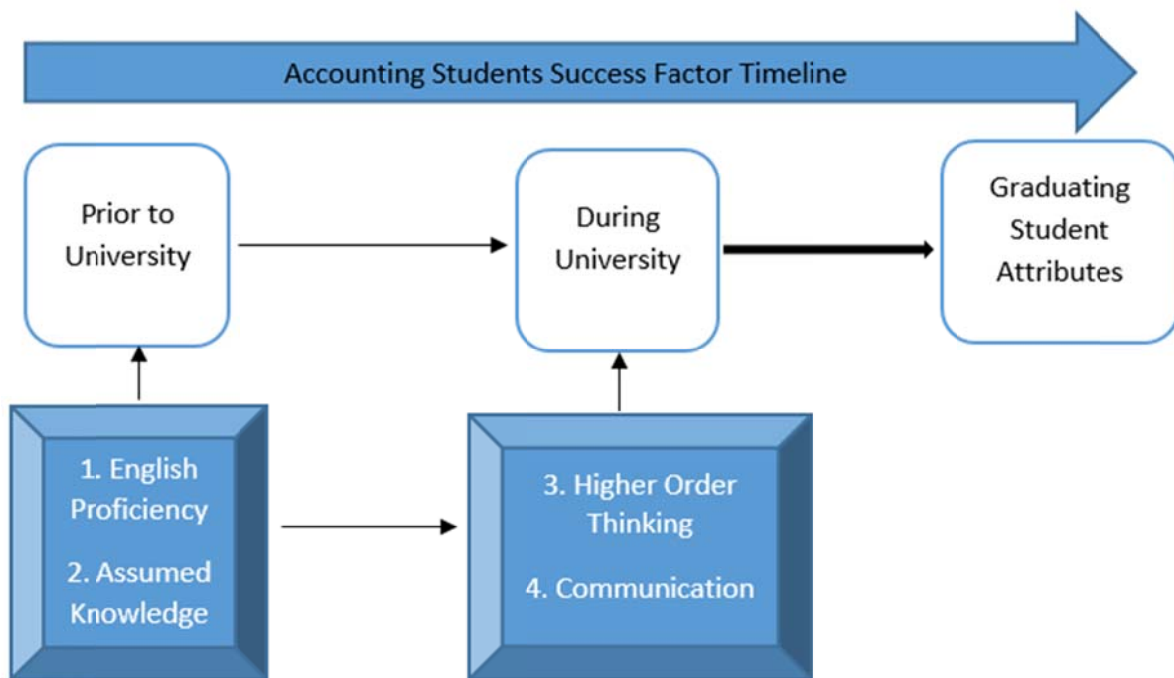 Accounting Students Success Factor Timeline
Prior to
University
During
University
Graduating
Student
Attributes
1. English
Proficiency
2. Assumed
Knowledge
3. Higher Order
Thinking
4. Communication